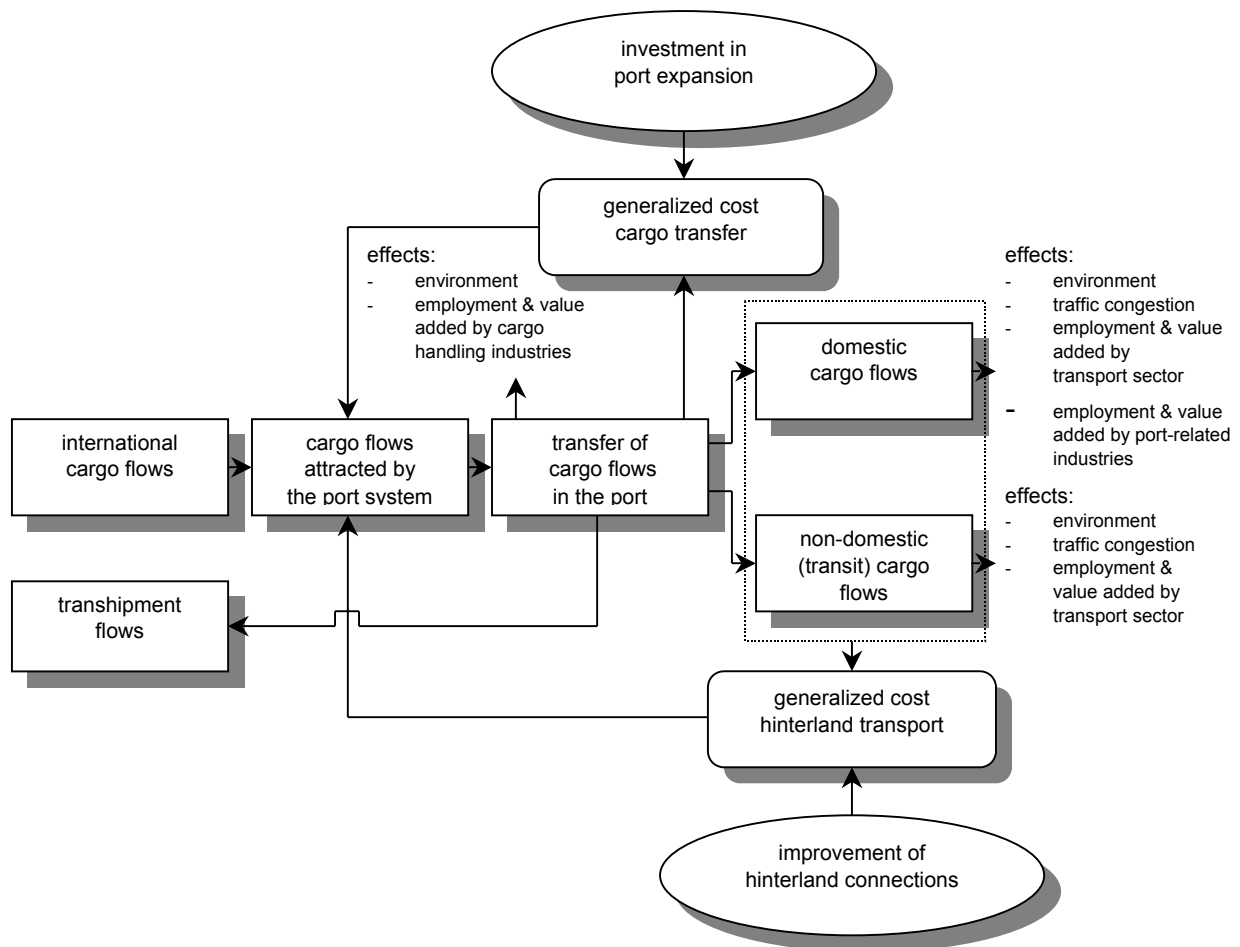 investment in
port expansion
generalized cost
cargo transfer
effects:
- environment
- employment & value
added by cargo
handling industries
effects:
- environment
- traffic congestion
- employment & value
added by
transport sector
- employment & value
added by port-related
industries
domestic
cargo flows
international
cargo flows
cargo flows
attracted by
the port system
transfer of
cargo flows
in the port
effects:
- environment
- traffic congestion
- employment &
value added by
transport sector
non-domestic
(transit) cargo
flows
transhipment
flows
generalized cost
hinterland transport
improvement of
hinterland connections